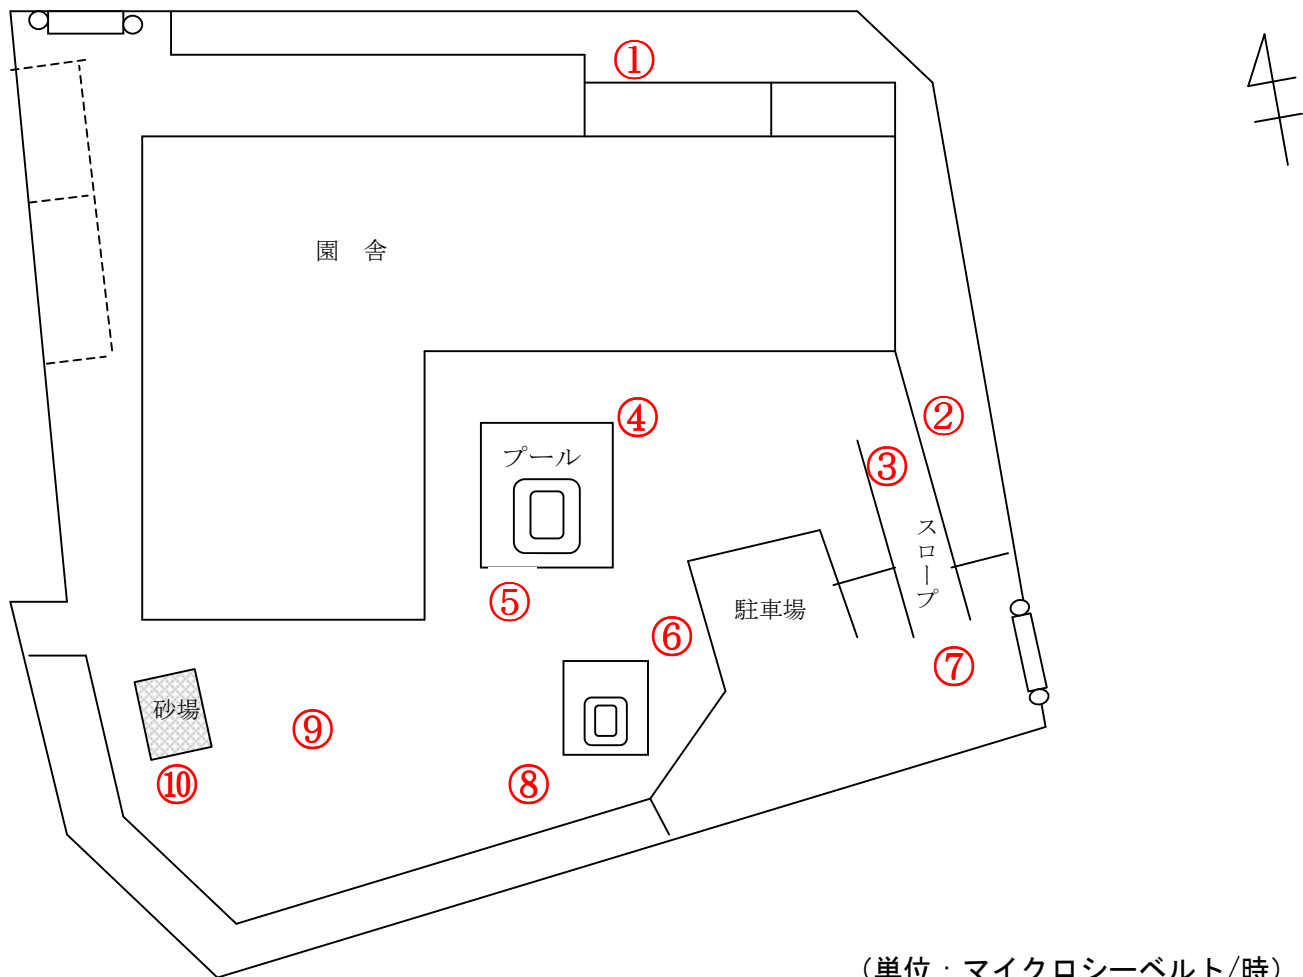 ①
園 舎
④
②
プール
③
スロープ
⑤
駐車場
⑥
⑦
砂場
⑨
⑩
⑧
（単位：マイクロシーベルト/時）